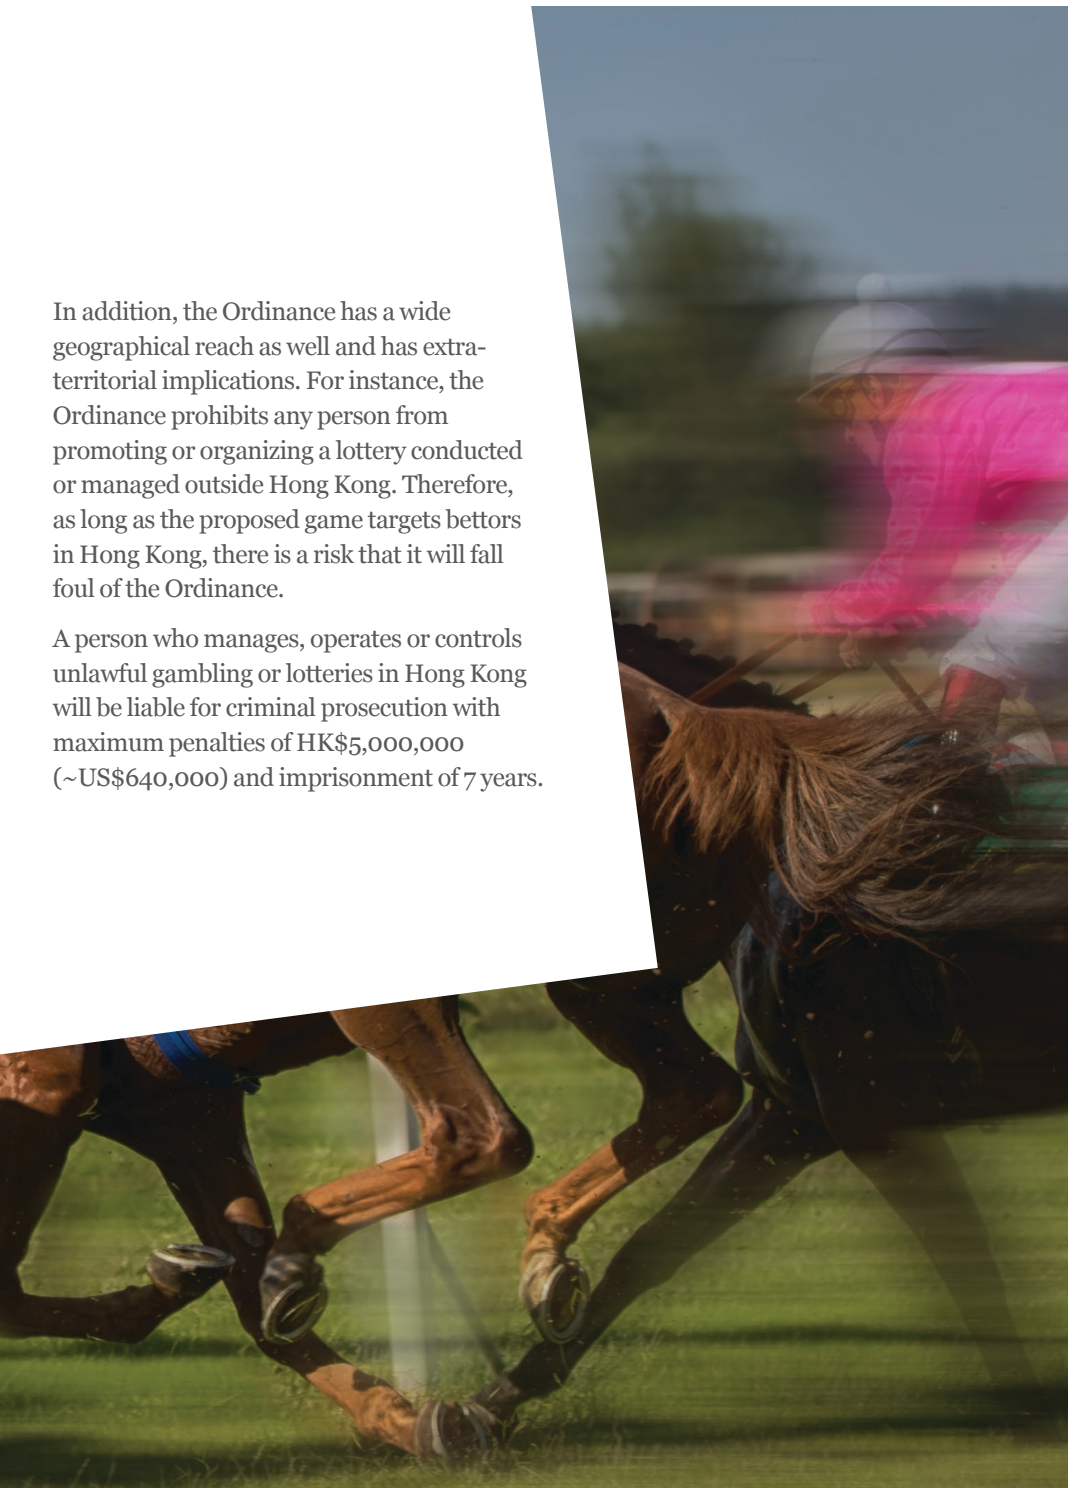 In addition, the Ordinance has a wide
geographical reach as well and has extra-
territorial implications. For instance, the
Ordinance prohibits any person from
promoting or organizing a lottery conducted
or managed outside Hong Kong. Therefore,
as long as the proposed game targets bettors
in Hong Kong, there is a risk that it will fall
foul of the Ordinance.
A person who manages, operates or controls
unlawful gambling or lotteries in Hong Kong
will be liable for criminal prosecution with
maximum penalties of HK$5,000,000
(~US$640,000) and imprisonment of 7 years.